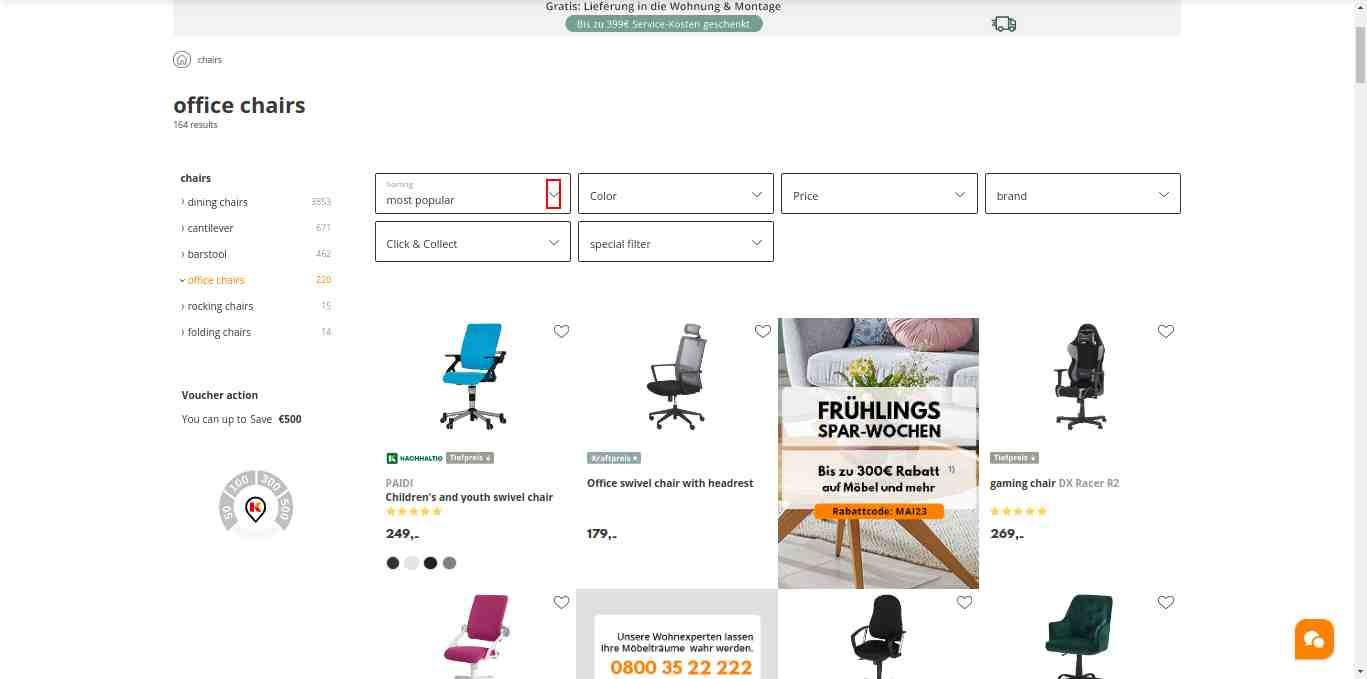 Gratis: Lieferung in die Wohnung & Montage
Bis zu 399€ Service-Kosten geschenkt
chairs
office chairs
164 results
chairs
dining chairs 3853
cantilever 671
barstool 462
office chairs 220
rocking chairs 15
folding chairs 14
Voucher action
You can up to Save €500
50 100 300 500
K
Sorting
most popular
Color
Price
brand
Click & Collect
special filter
NACHHALTIG Tiefpreis
PAIDI
Children's and youth swivel chair
249,-
Kraftpreis
Office swivel chair with headrest
179,-
FRÜHLINGS
SPAR-WOCHEN
Bis zu 300€ Rabatt 1)
auf Möbel und mehr
Rabattcode: MAI23
Tiefpreis
gaming chair DX Racer R2
269,-
Unsere Wohnexperten lassen
Ihre Möbelträume wahr werden.
0800 35 22 222